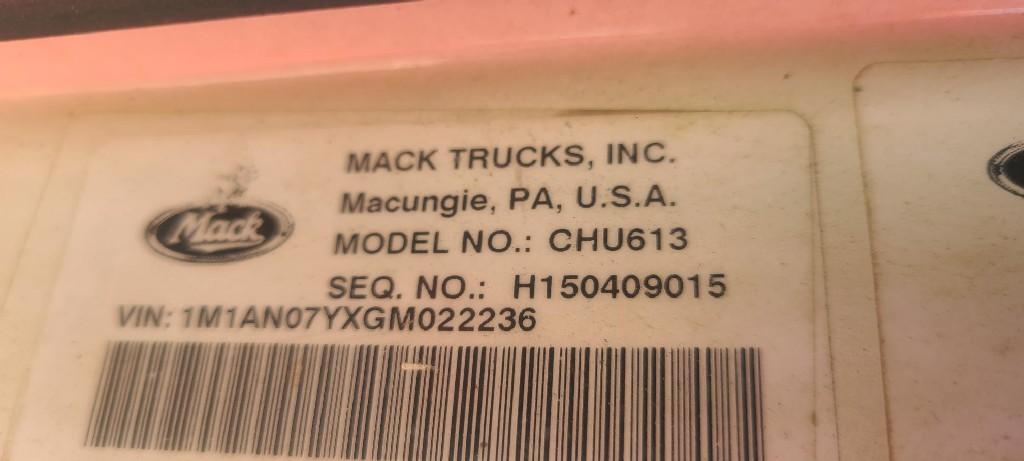 MACK TRUCKS, INC.
Macungie, PA, U.S.A.
Mack
MODEL NO.: CHU613
SEQ. NO.: H150409015
VIN: 1M1AN07YXGM022236